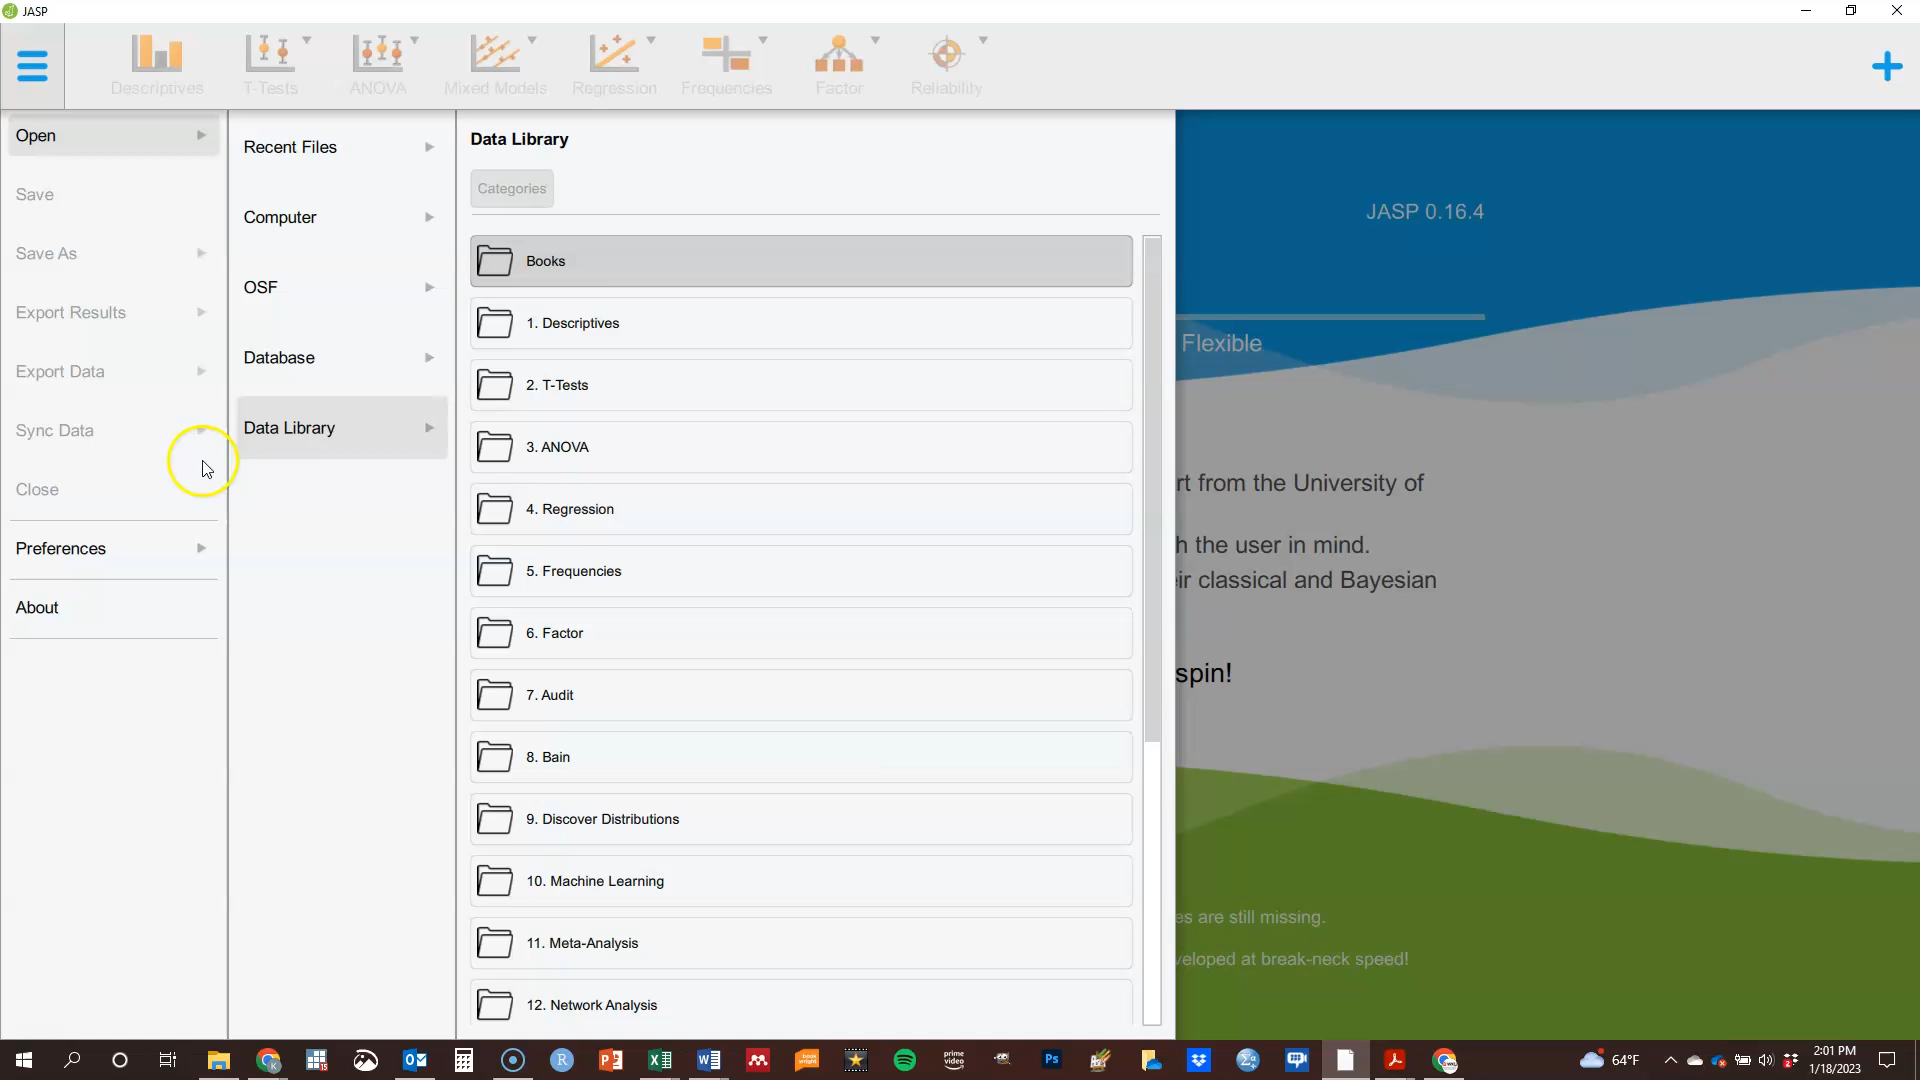 JASP
Descriptives
T-Tests
ANOVA
Mixed Models
Regression
Frequencies
Factor
Reliability
Open
Save
Save As
Export Results
Export Data
Sync Data
Close
Preferences
About
Recent Files
Computer
OSF
Database
Data Library
Data Library
Categories
Books
1. Descriptives
2. T-Tests
3. ANOVA
4. Regression
5. Frequencies
6. Factor
7. Audit
8. Bain
9. Discover Distributions
10. Machine Learning
11. Meta-Analysis
12. Network Analysis
JASP 0.16.4
Flexible
rt from the University of
h the user in mind.
eir classical and Bayesian
spin!
es are still missing.
veloped at break-neck speed!
64°F
2:01 PM
1/18/2023